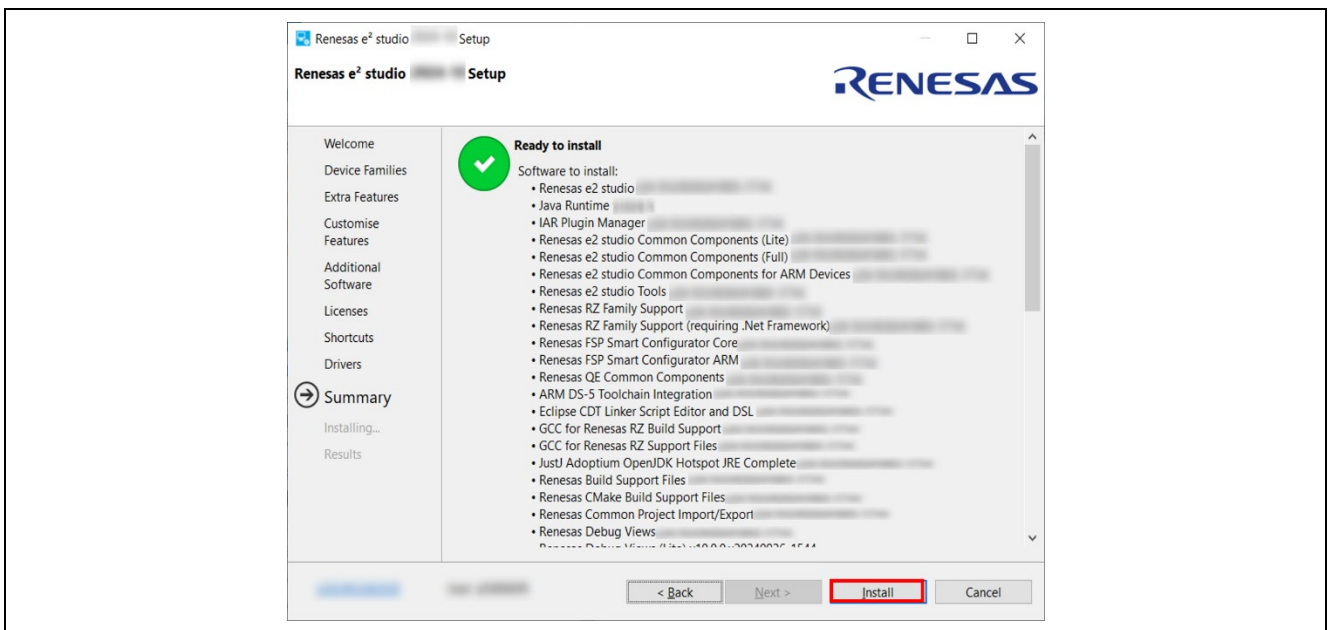 Renesas e² studio Setup
Renesas e² studio Setup
RENESAS
Welcome
Device Families
Extra Features
Customise
Features
Additional
Software
Licenses
Shortcuts
Drivers
Summary
Installing...
Results
Ready to install
Software to install:
• Renesas e2 studio
• Java Runtime
• IAR Plugin Manager
• Renesas e2 studio Common Components (Lite)
• Renesas e2 studio Common Components (Full)
• Renesas e2 studio Common Components for ARM Devices
• Renesas e2 studio Tools
• Renesas RZ Family Support
• Renesas RZ Family Support (requiring .Net Framework)
• Renesas FSP Smart Configurator Core
• Renesas FSP Smart Configurator ARM
• Renesas QE Common Components
• ARM DS-5 Toolchain Integration
• Eclipse CDT Linker Script Editor and DSL
• GCC for Renesas RZ Build Support
• GCC for Renesas RZ Support Files
• JustJ Adoptium OpenJDK Hotspot JRE Complete
• Renesas Build Support Files
• Renesas CMake Build Support Files
• Renesas Common Project Import/Export
• Renesas Debug Views
< Back
Next >
Install
Cancel